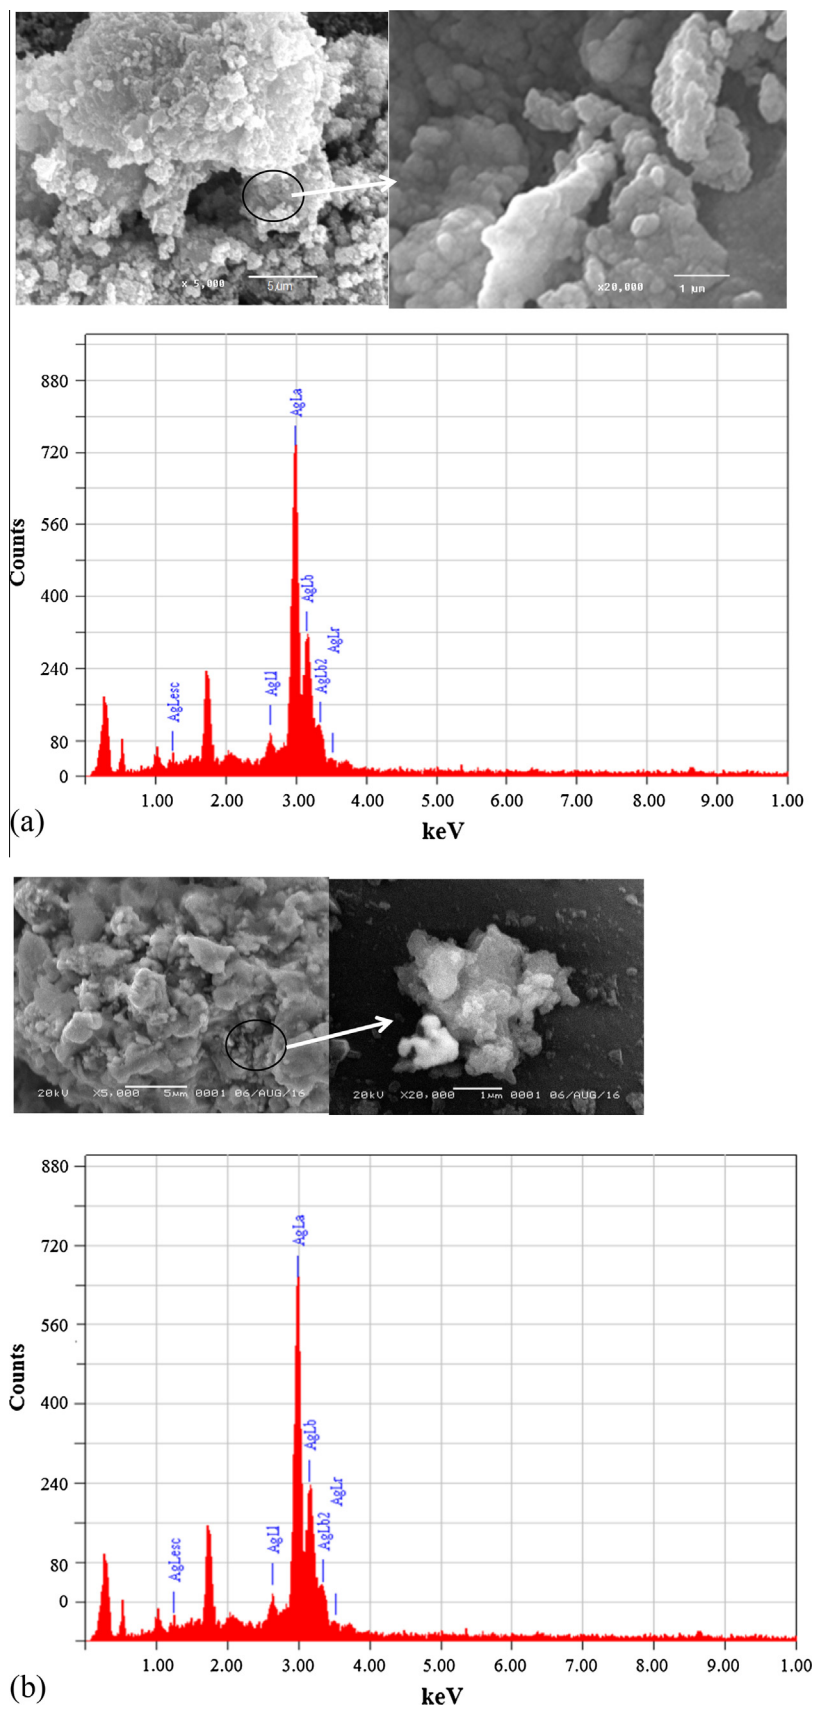 x 5,000 5um
x20,000 1 μm
880
720
560
400
240
80
0
Counts
AgLesc
AgLl
AgLa
AgLb
AgLb2
AgLr
1.00 2.00 3.00 4.00 5.00 6.00 7.00 8.00 9.00 1.00
keV
(a)
20kV X5,000 5μm 0001 06/AUG/16
20kV X20,000 1μm 0001 06/AUG/16
880
720
560
400
240
80
0
Counts
AgLesc
AgLl
AgLa
AgLb
AgLb2
AgLr
1.00 2.00 3.00 4.00 5.00 6.00 7.00 8.00 9.00 1.00
keV
(b)